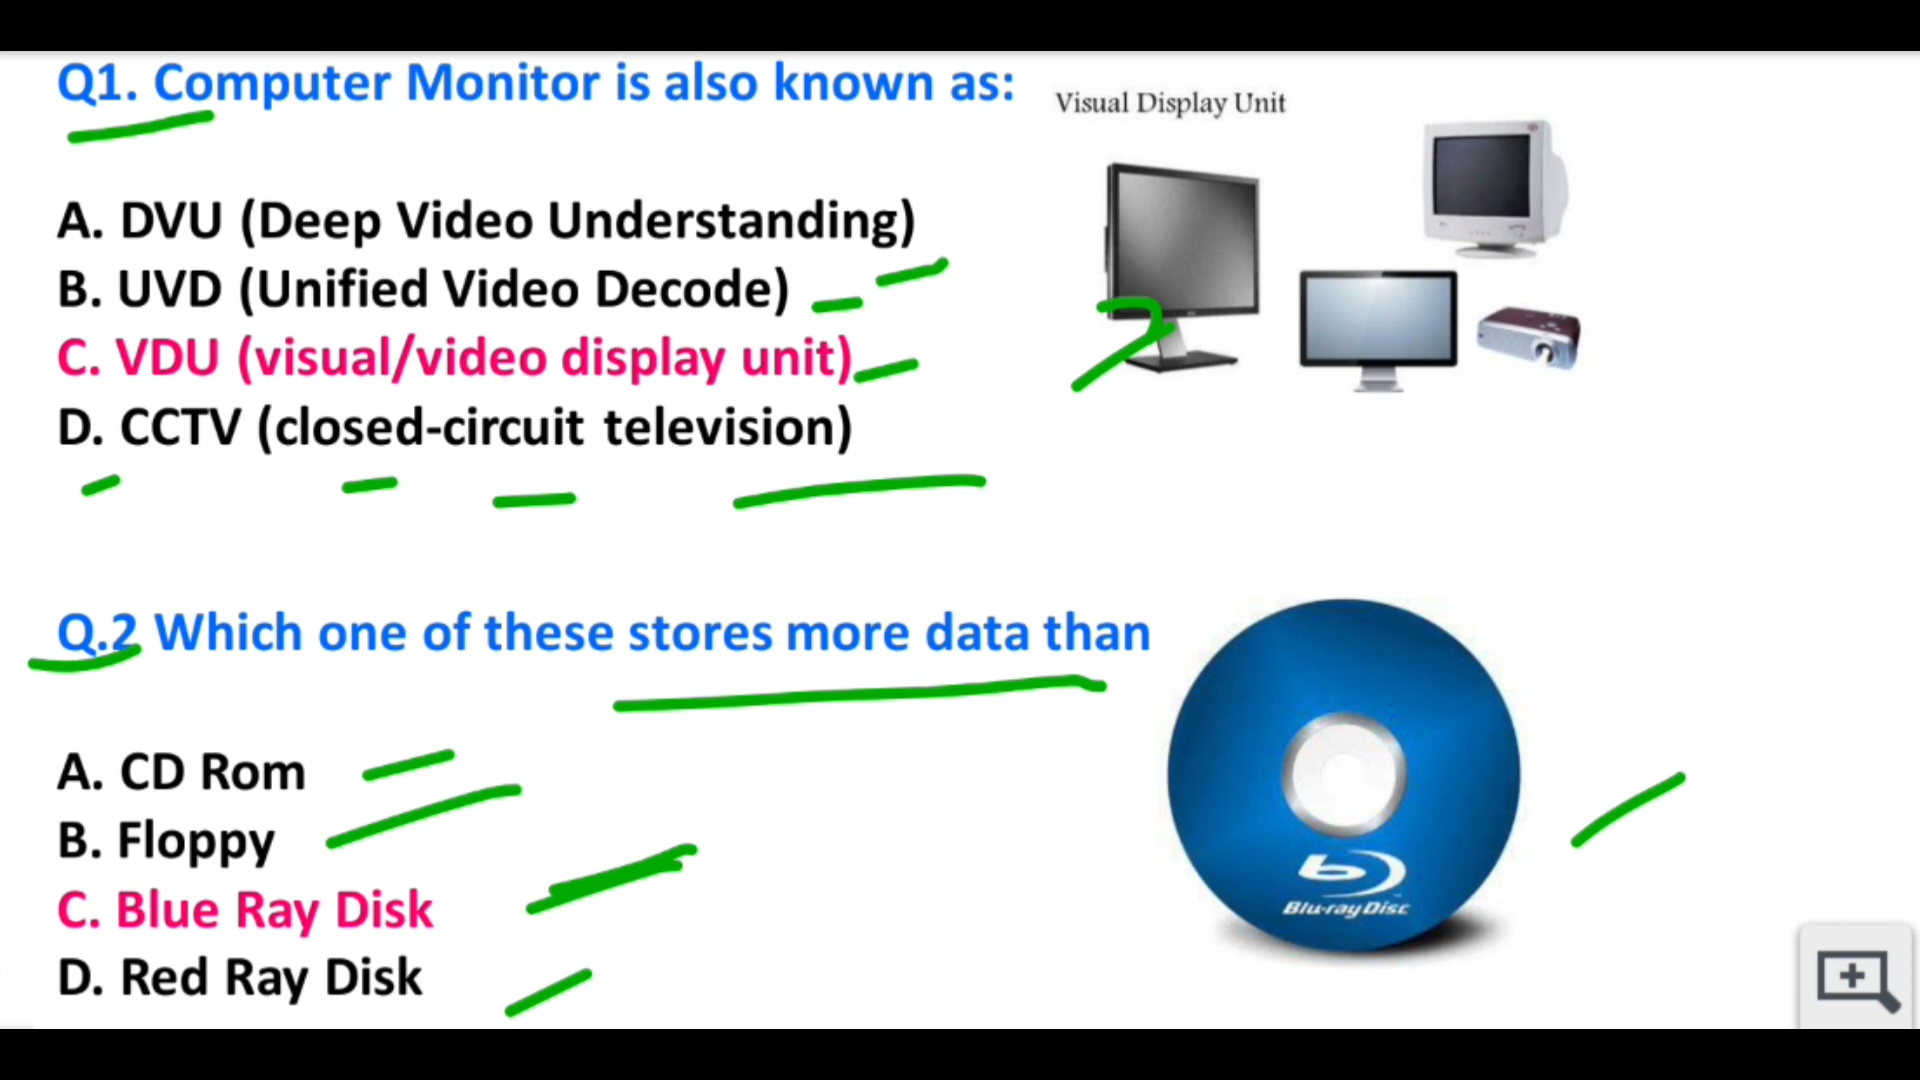 Q1. Computer Monitor is also known as:
Visual Display Unit
A. DVU (Deep Video Understanding)
B. UVD (Unified Video Decode)
C. VDU (visual/video display unit)
D. CCTV (closed-circuit television)
Q.2 Which one of these stores more data than
A. CD Rom
B. Floppy
C. Blue Ray Disk
D. Red Ray Disk
Blu-ray Disc